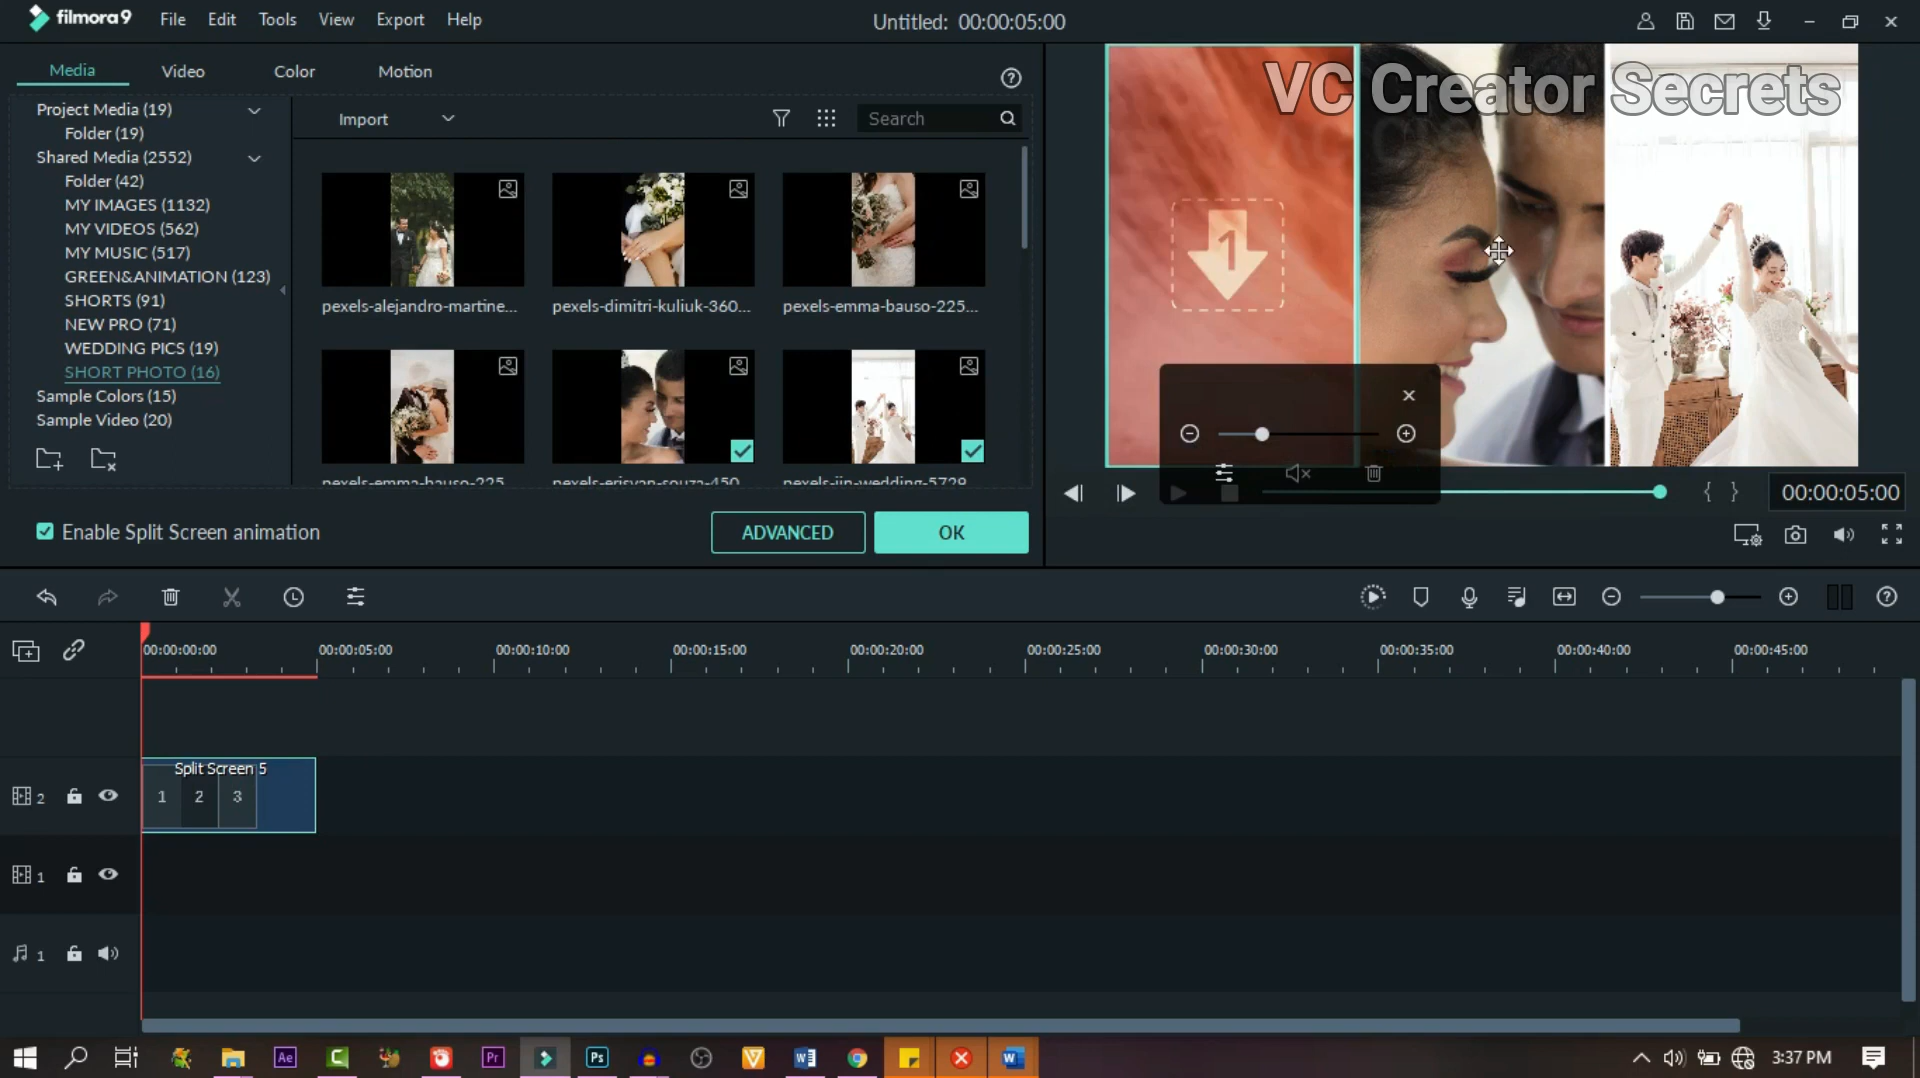 filmora9 File Edit Tools View Export Help Untitled: 00:00:05:00
Media Video Color Motion
VC Creator Secrets
Project Media (19)
Folder (19)
Shared Media (2552)
Folder (42)
MY IMAGES (1132)
MY VIDEOS (562)
MY MUSIC (517)
GREEN&ANIMATION (123)
SHORTS (91)
NEW PRO (71)
WEDDING PICS (19)
SHORT PHOTO (16)
Sample Colors (15)
Sample Video (20)
Import Search
pexels-alejandro-martine... pexels-dimitri-kuliuk-360... pexels-emma-bauso-225...
pexels-emma-bauso-225... pexels-erisvan-souza-450... pexels-jin-wedding-5729...
1
{ } 00:00:05:00
Enable Split Screen animation ADVANCED OK
00:00:00:00 00:00:05:00 00:00:10:00 00:00:15:00 00:00:20:00 00:00:25:00 00:00:30:00 00:00:35:00 00:00:40:00 00:00:45:00
Split Screen 5
2 1 2 3
1
1
Ae Pr Ps 3:37 PM